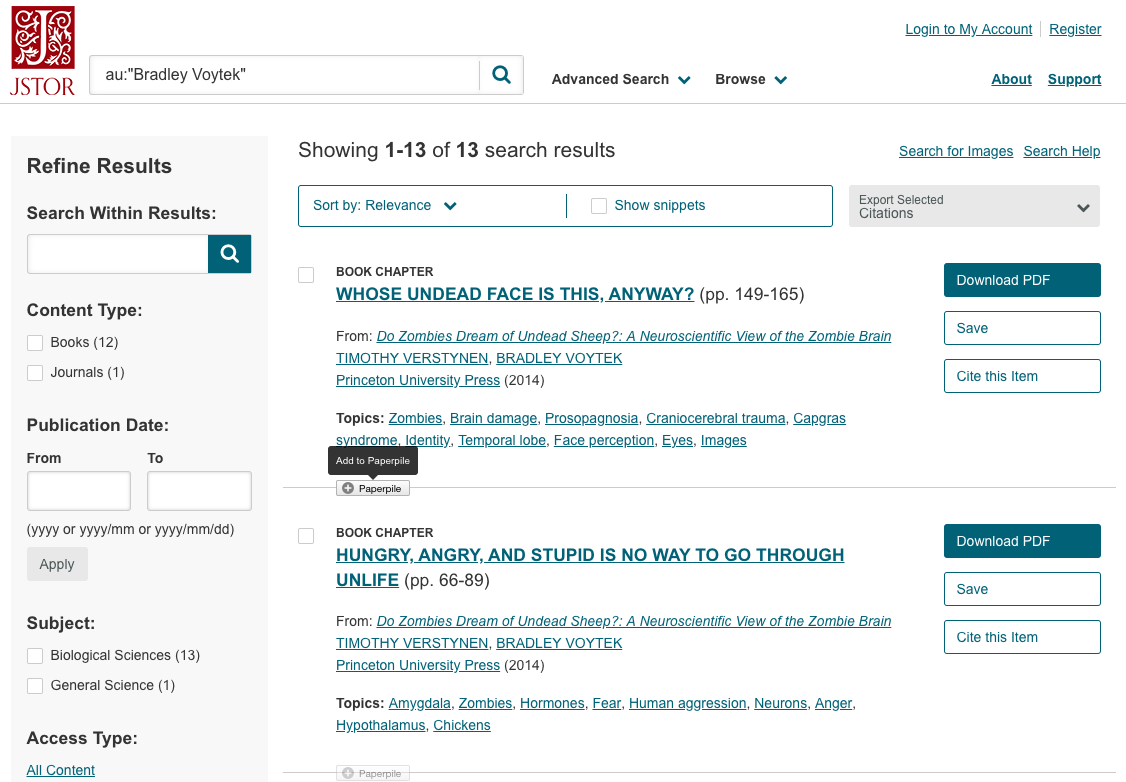 J
JSTOR
Login to My Account
Register
au:"Bradley Voytek"
Advanced Search
Browse
About
Support
Refine Results
Search Within Results:
Content Type:
Books (12)
Journals (1)
Publication Date:
From
To
(yyyy or yyyy/mm or yyyy/mm/dd)
Apply
Subject:
Biological Sciences (13)
General Science (1)
Access Type:
All Content
Showing 1-13 of 13 search results
Search for Images
Search Help
Sort by: Relevance
Show snippets
Export Selected
Citations
BOOK CHAPTER
WHOSE UNDEAD FACE IS THIS, ANYWAY? (pp. 149-165)
From: Do Zombies Dream of Undead Sheep?: A Neuroscientific View of the Zombie Brain
TIMOTHY VERSTYNEN, BRADLEY VOYTEK
Princeton University Press (2014)
Topics: Zombies, Brain damage, Prosopagnosia, Craniocerebral trauma, Capgras
syndrome, Identity, Temporal lobe, Face perception, Eyes, Images
Add to Paperpile
Paperpile
Download PDF
Save
Cite this Item
BOOK CHAPTER
HUNGRY, ANGRY, AND STUPID IS NO WAY TO GO THROUGH
UNLIFE (pp. 66-89)
From: Do Zombies Dream of Undead Sheep?: A Neuroscientific View of the Zombie Brain
TIMOTHY VERSTYNEN, BRADLEY VOYTEK
Princeton University Press (2014)
Topics: Amygdala, Zombies, Hormones, Fear, Human aggression, Neurons, Anger,
Hypothalamus, Chickens
Paperpile
Download PDF
Save
Cite this Item